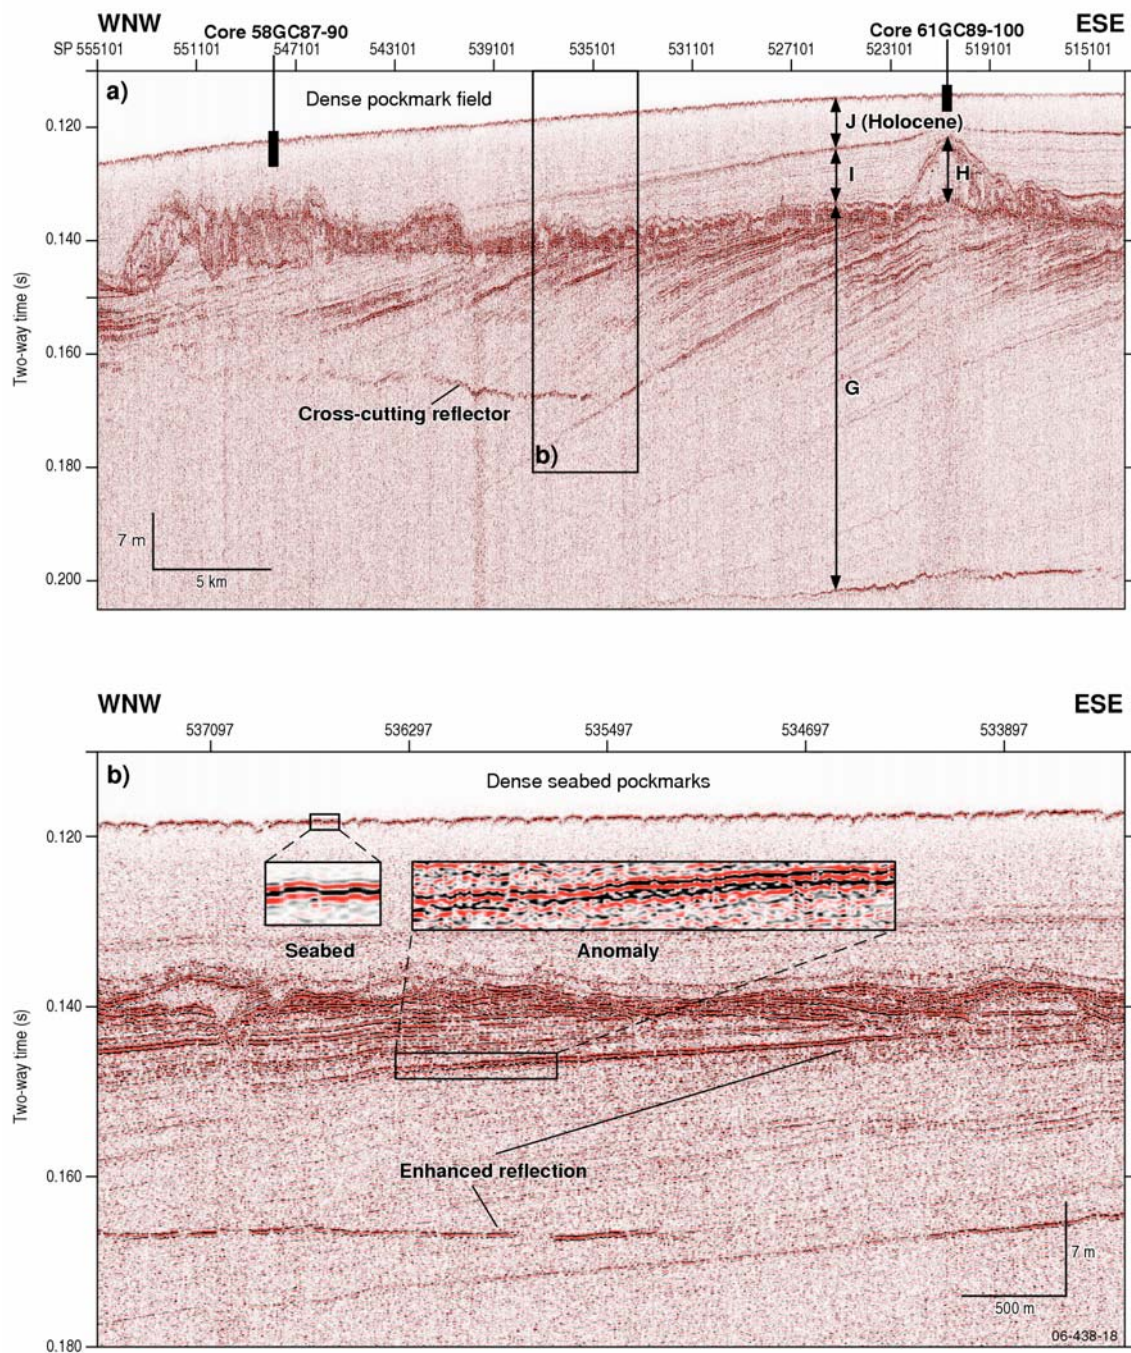 WNW
Core 58GC87-90
Core 61GC89-100
ESE
SP 555101 551101 547101 543101 539101 535101 531101 527101 523101 519101 515101
a)
Dense pockmark field
J (Holocene)
I
H
G
Cross-cutting reflector
b)
7 m
5 km
0.120
0.140
0.160
0.180
0.200
Two-way time (s)
WNW
ESE
537097 536297 535497 534697 533897
b)
Dense seabed pockmarks
Seabed
Anomaly
Enhanced reflection
7 m
500 m
06-438-18
0.120
0.140
0.160
0.180
Two-way time (s)